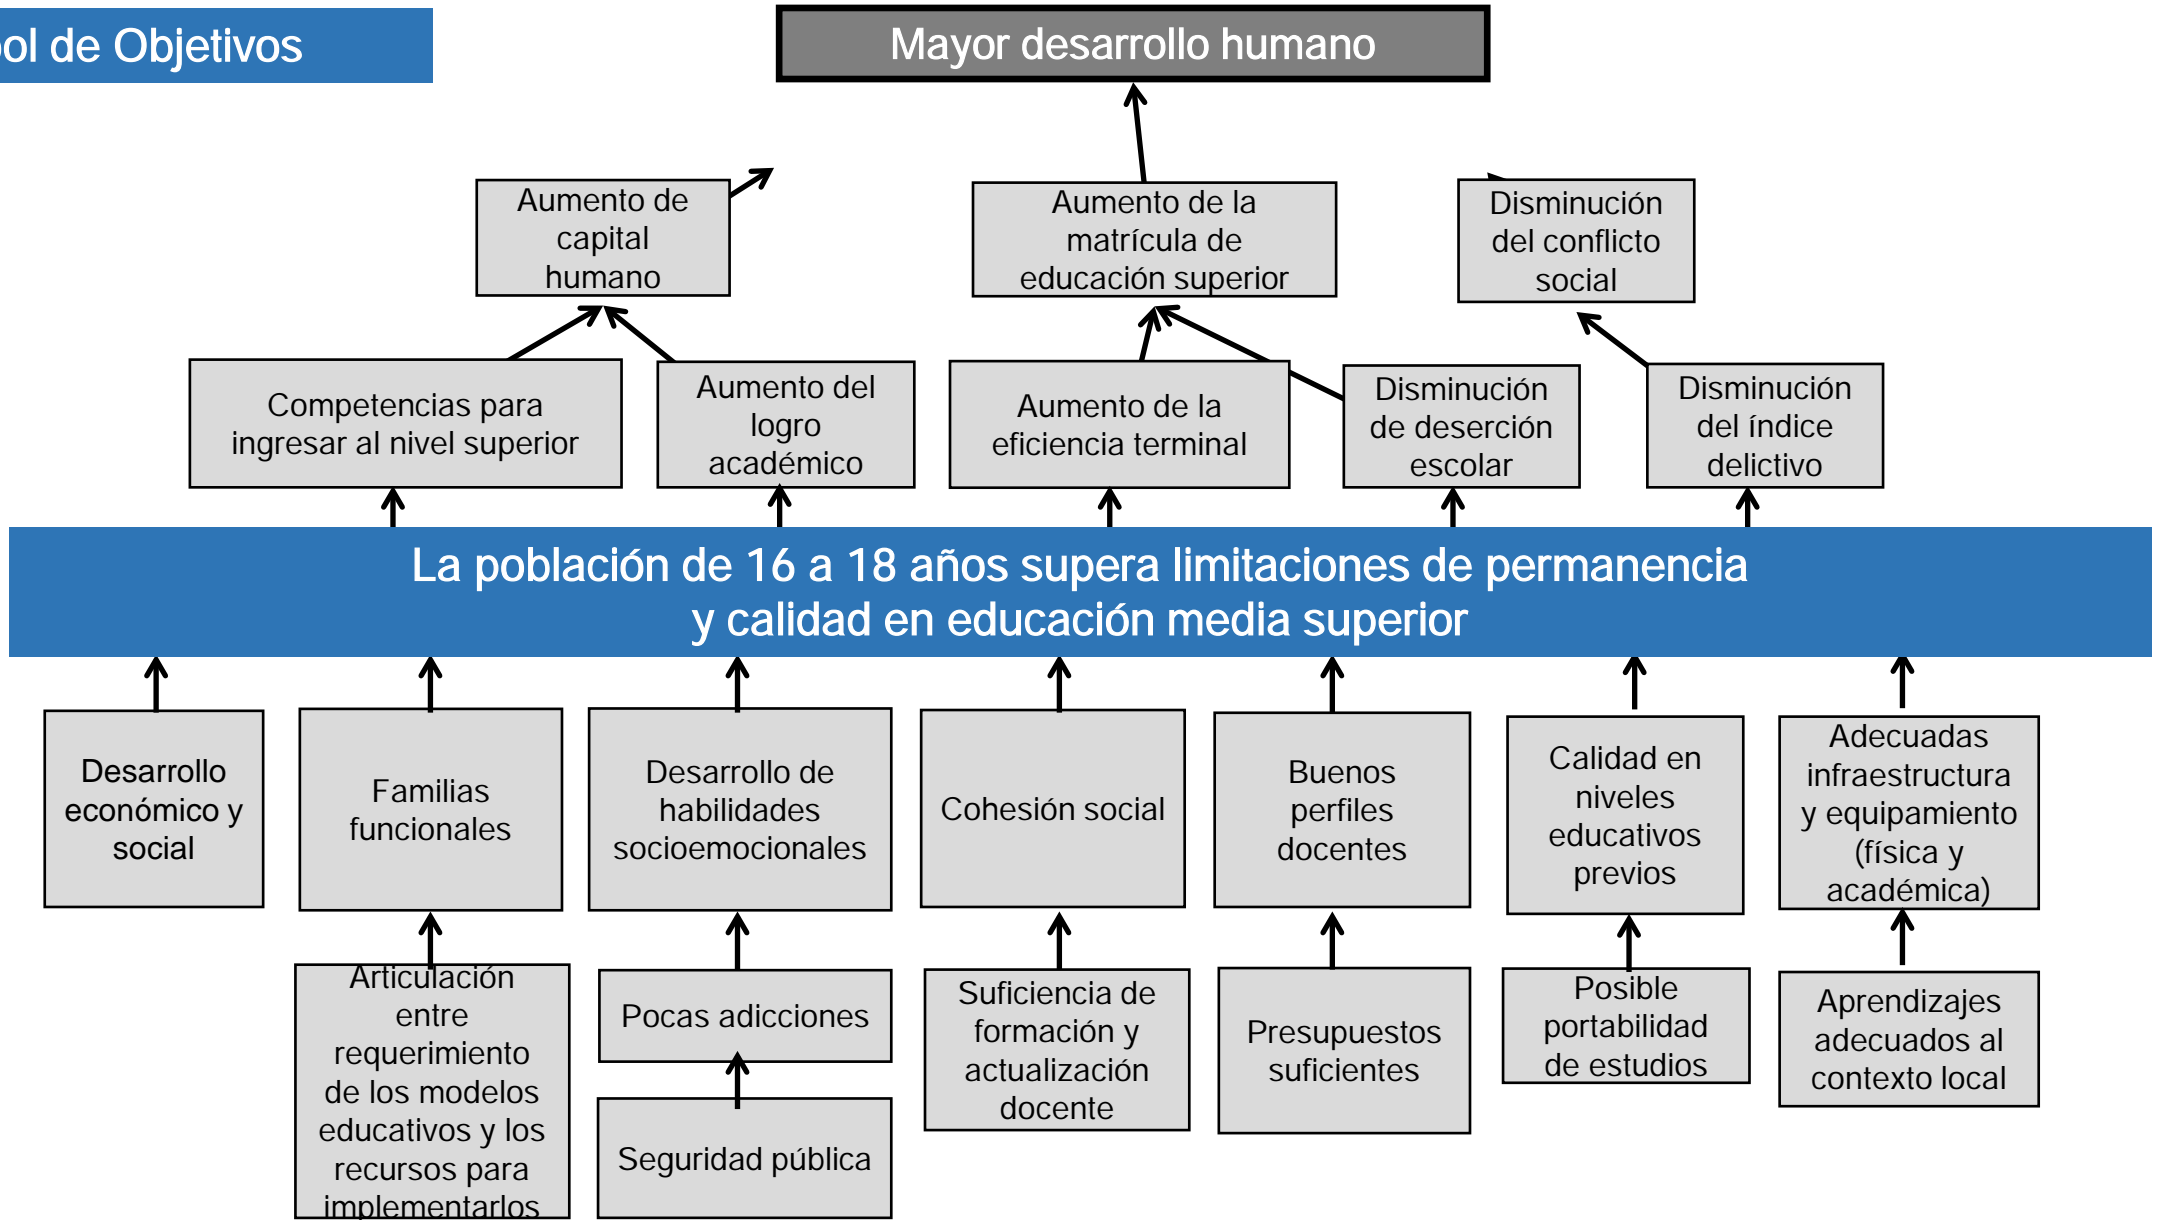 ol de Objetivos
Mayor desarrollo humano
Aumento de
capital
humano
Aumento de la
matrícula de
educación superior
Disminución
del conflicto
social
Competencias para
ingresar al nivel superior
Aumento del
logro
académico
Aumento de la
eficiencia terminal
Disminución
de deserción
escolar
Disminución
del índice
delictivo
La población de 16 a 18 años supera limitaciones de permanencia
y calidad en educación media superior
Desarrollo
económico y
social
Familias
funcionales
Desarrollo de
habilidades
socioemocionales
Cohesión social
Buenos
perfiles
docentes
Calidad en
niveles
educativos
previos
Adecuadas
infraestructura
y equipamiento
(física y
académica)
Articulación
entre
requerimiento
de los modelos
educativos y los
recursos para
implementarlos
Pocas adicciones
Seguridad pública
Suficiencia de
formación y
actualización
docente
Presupuestos
suficientes
Posible
portabilidad
de estudios
Aprendizajes
adecuados al
contexto local